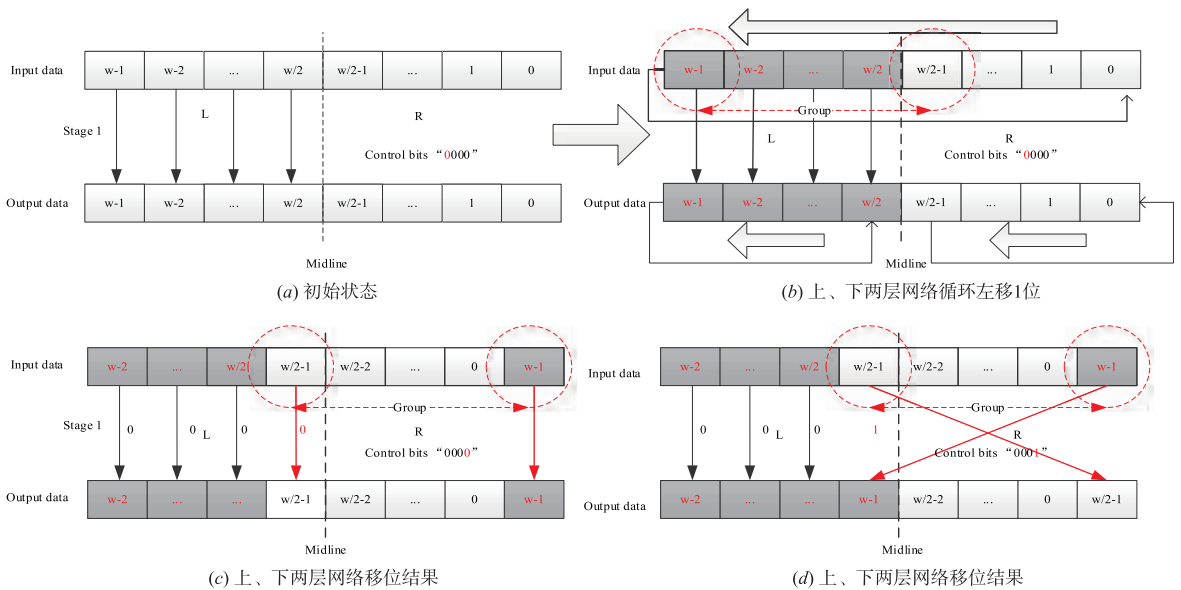 Input data w-1 w-2 ... w/2 w/2-1 ... 1 0
Stage 1 L R
Control bits “0000”
Output data w-1 w-2 ... w/2 w/2-1 ... 1 0
Midline
(a) 初始状态
Input data w-1 w-2 ... w/2 w/2-1 ... 1 0
Group
L R
Control bits “0000”
Output data w-1 w-2 ... w/2 w/2-1 ... 1 0
Midline
(b) 上、下两层网络循环左移1位
Input data w-2 ... w/2 w/2-1 w/2-2 ... 0 w-1
Group
Stage 1 0 0 L 0 0 R
Control bits “0000”
Output data w-2 ... ... w/2-1 w/2-2 ... 0 w-1
Midline
(c) 上、下两层网络移位结果
Input data w-2 ... w/2 w/2-1 w/2-2 ... 0 w-1
Group
0 0 L 0 1 R
Control bits “0001”
Output data w-2 ... ... w-1 w/2-2 ... 0 w/2-1
Midline
(d) 上、下两层网络移位结果